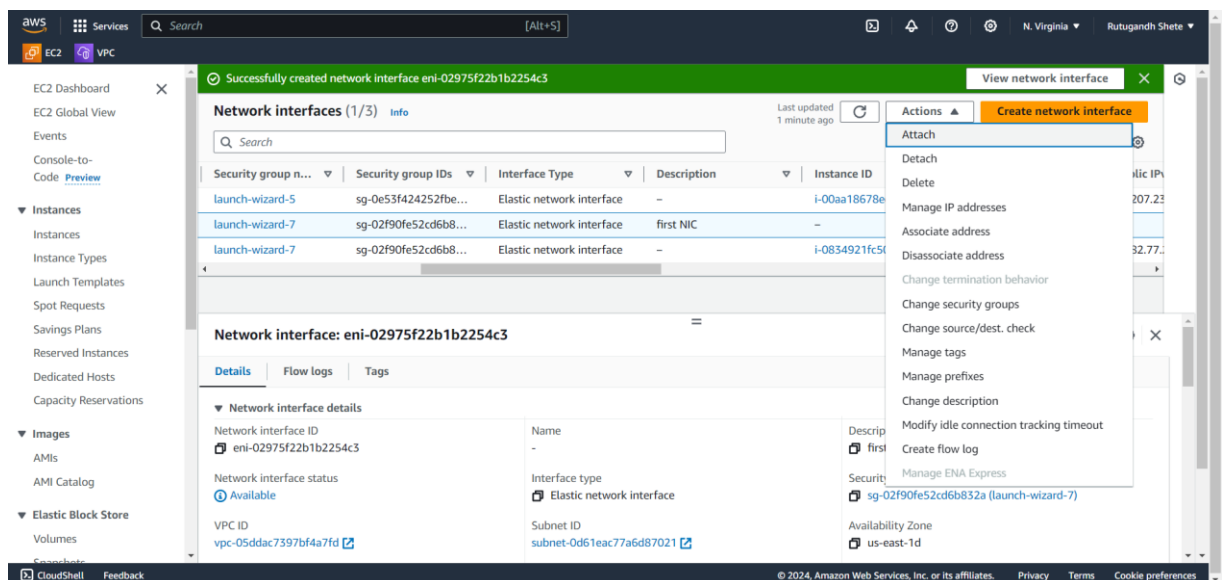 aws Services Search [Alt+S] N. Virginia ▼ Rutugandh Shete ▼
EC2 VPC
EC2 Dashboard
EC2 Global View
Events
Console-to-
Code Preview
▼ Instances
Instances
Instance Types
Launch Templates
Spot Requests
Savings Plans
Reserved Instances
Dedicated Hosts
Capacity Reservations
▼ Images
AMIs
AMI Catalog
▼ Elastic Block Store
Volumes
Snapshots
Successfully created network interface eni-02975f22b1b2254c3 View network interface
Network interfaces (1/3) Info Last updated
1 minute ago Actions ▲ Create network interface
Search
Security group n... Security group IDs Interface Type Description Instance ID
launch-wizard-5 sg-0e53f424252fbe... Elastic network interface – i-00aa18678e 207.23
launch-wizard-7 sg-02f90fe52cd6b8... Elastic network interface first NIC –
launch-wizard-7 sg-02f90fe52cd6b8... Elastic network interface – i-0834921fc50 32.77.
Attach
Detach
Delete
Manage IP addresses
Associate address
Disassociate address
Change termination behavior
Change security groups
Change source/dest. check
Manage tags
Manage prefixes
Change description
Modify idle connection tracking timeout
Create flow log
Manage ENA Express
Network interface: eni-02975f22b1b2254c3
Details Flow logs Tags
▼ Network interface details
Network interface ID Name Descrip
eni-02975f22b1b2254c3 - first
Network interface status Interface type Security
Available Elastic network interface sg-02f90fe52cd6b832a (launch-wizard-7)
VPC ID Subnet ID Availability Zone
vpc-05ddac7397bf4a7fd subnet-0d61eac77a6d87021 us-east-1d
CloudShell Feedback © 2024, Amazon Web Services, Inc. or its affiliates. Privacy Terms Cookie preferences